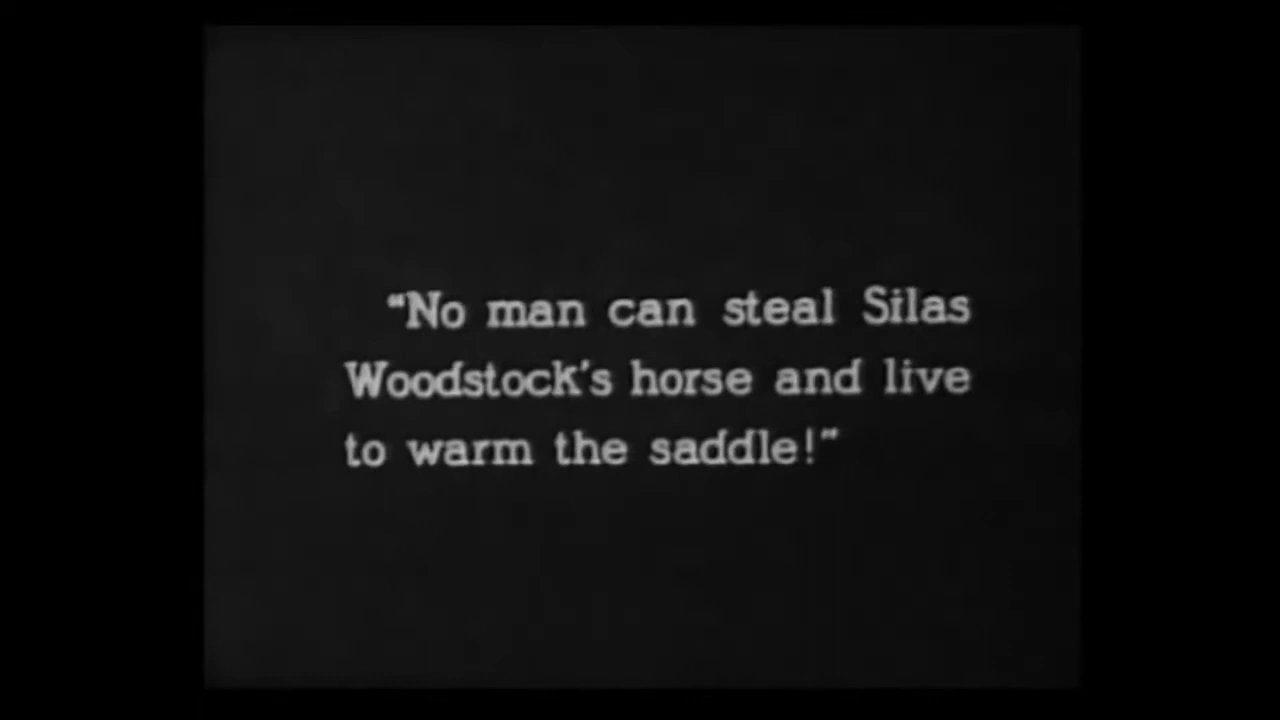 “No man can steal Silas
Woodstock's horse and live
to warm the saddle!”